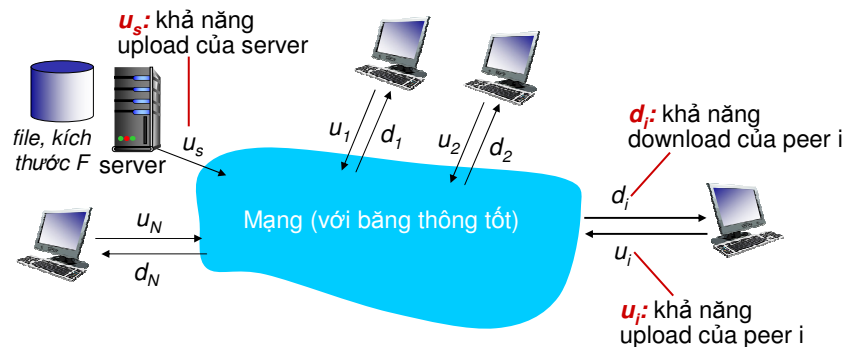 u_s: khả năng
upload của server
file, kích
thước F
server
u_s
u_1
d_1
u_2
d_2
d_i: khả năng
download của peer i
Mạng (với băng thông tốt)
d_i
u_i
u_N
d_N
u_i: khả năng
upload của peer i